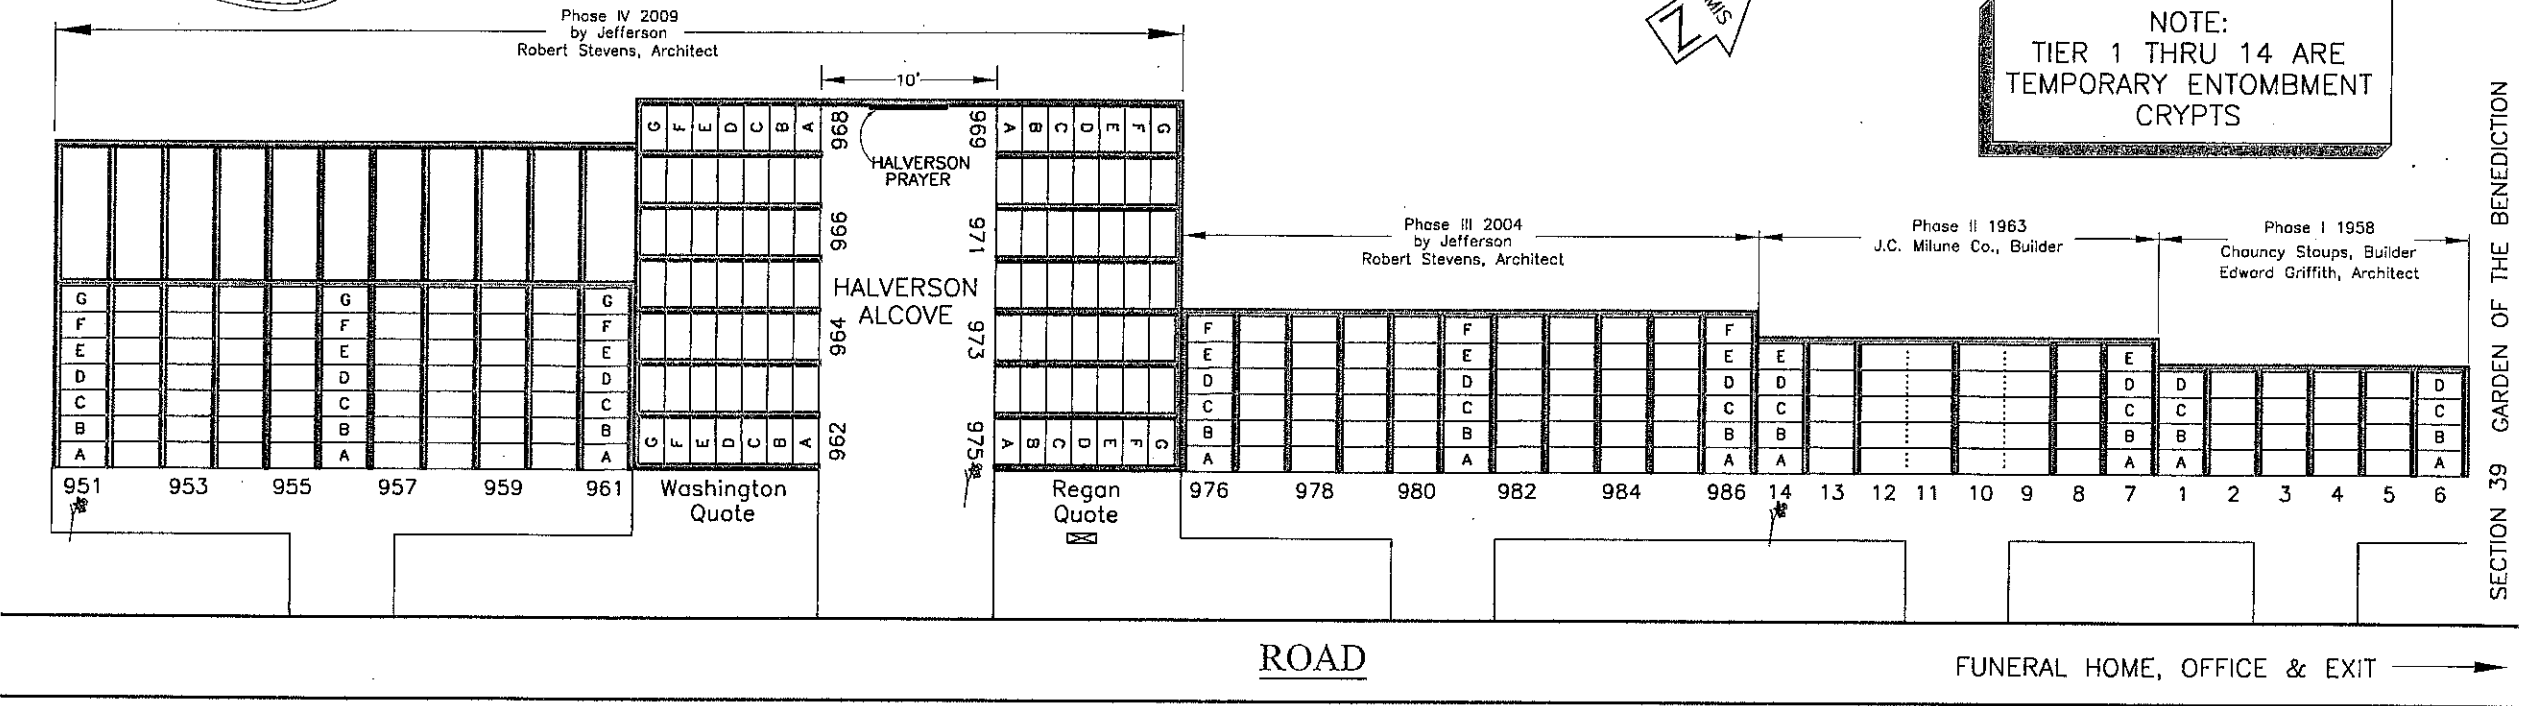 Phase IV 2009
by Jefferson
Robert Stevens, Architect
10'
N
MIS
NOTE:
TIER 1 THRU 14 ARE
TEMPORARY ENTOMBMENT
CRYPTS
G F E D C B A
968
HALVERSON
PRAYER
969
A B C D E F G
966
971
HALVERSON
ALCOVE
964
973
G F E D C B A
962
975
A B C D E F G
Phase III 2004
by Jefferson
Robert Stevens, Architect
Phase II 1963
J.C. Milune Co., Builder
Phase I 1958
Chauncy Stoups, Builder
Edward Griffith, Architect
G G G
F F F
E E E
D D D
C C C
B B B
A A A
F F F
E E E E E
D D D D D D D
C C C C C C C
B B B B B B B
A A A A A A A
951 953 955 957 959 961
Washington
Quote
Regan
Quote
976 978 980 982 984 986 14 13 12 11 10 9 8 7 1 2 3 4 5 6
SECTION 39 GARDEN OF THE BENEDICTION
ROAD
FUNERAL HOME, OFFICE & EXIT